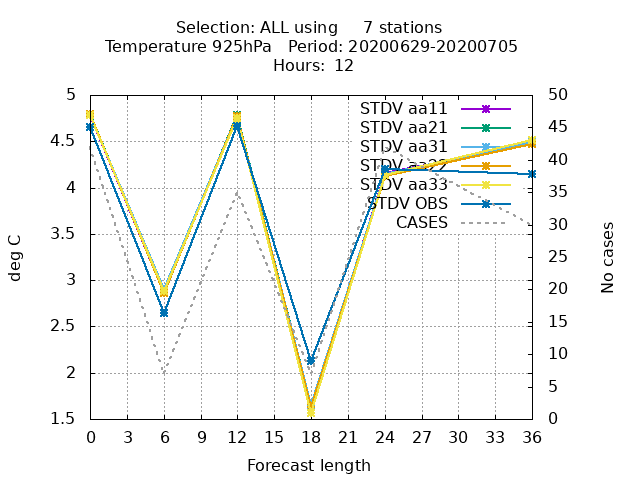 Selection: ALL using     7 stations
Temperature 925hPa   Period: 20200629-20200705
Hours: 12
5
4.5
4
3.5
3
2.5
2
1.5
deg C
STDV aa11
STDV aa21
STDV aa31
STDV aa22
STDV aa33
STDV OBS
CASES
50
45
40
35
30
25
20
15
10
5
0
No cases
0 3 6 9 12 15 18 21 24 27 30 33 36
Forecast length